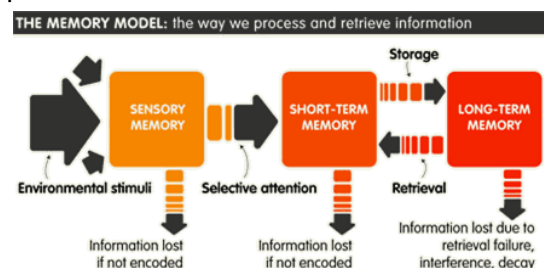 THE MEMORY MODEL: the way we process and retrieve information
Storage
SENSORY
MEMORY
SHORT-TERM
MEMORY
LONG-TERM
MEMORY
Environmental stimuli
Selective attention
Retrieval
Information lost
if not encoded
Information lost
if not encoded
Information lost due to
retrieval failure,
interference, decay